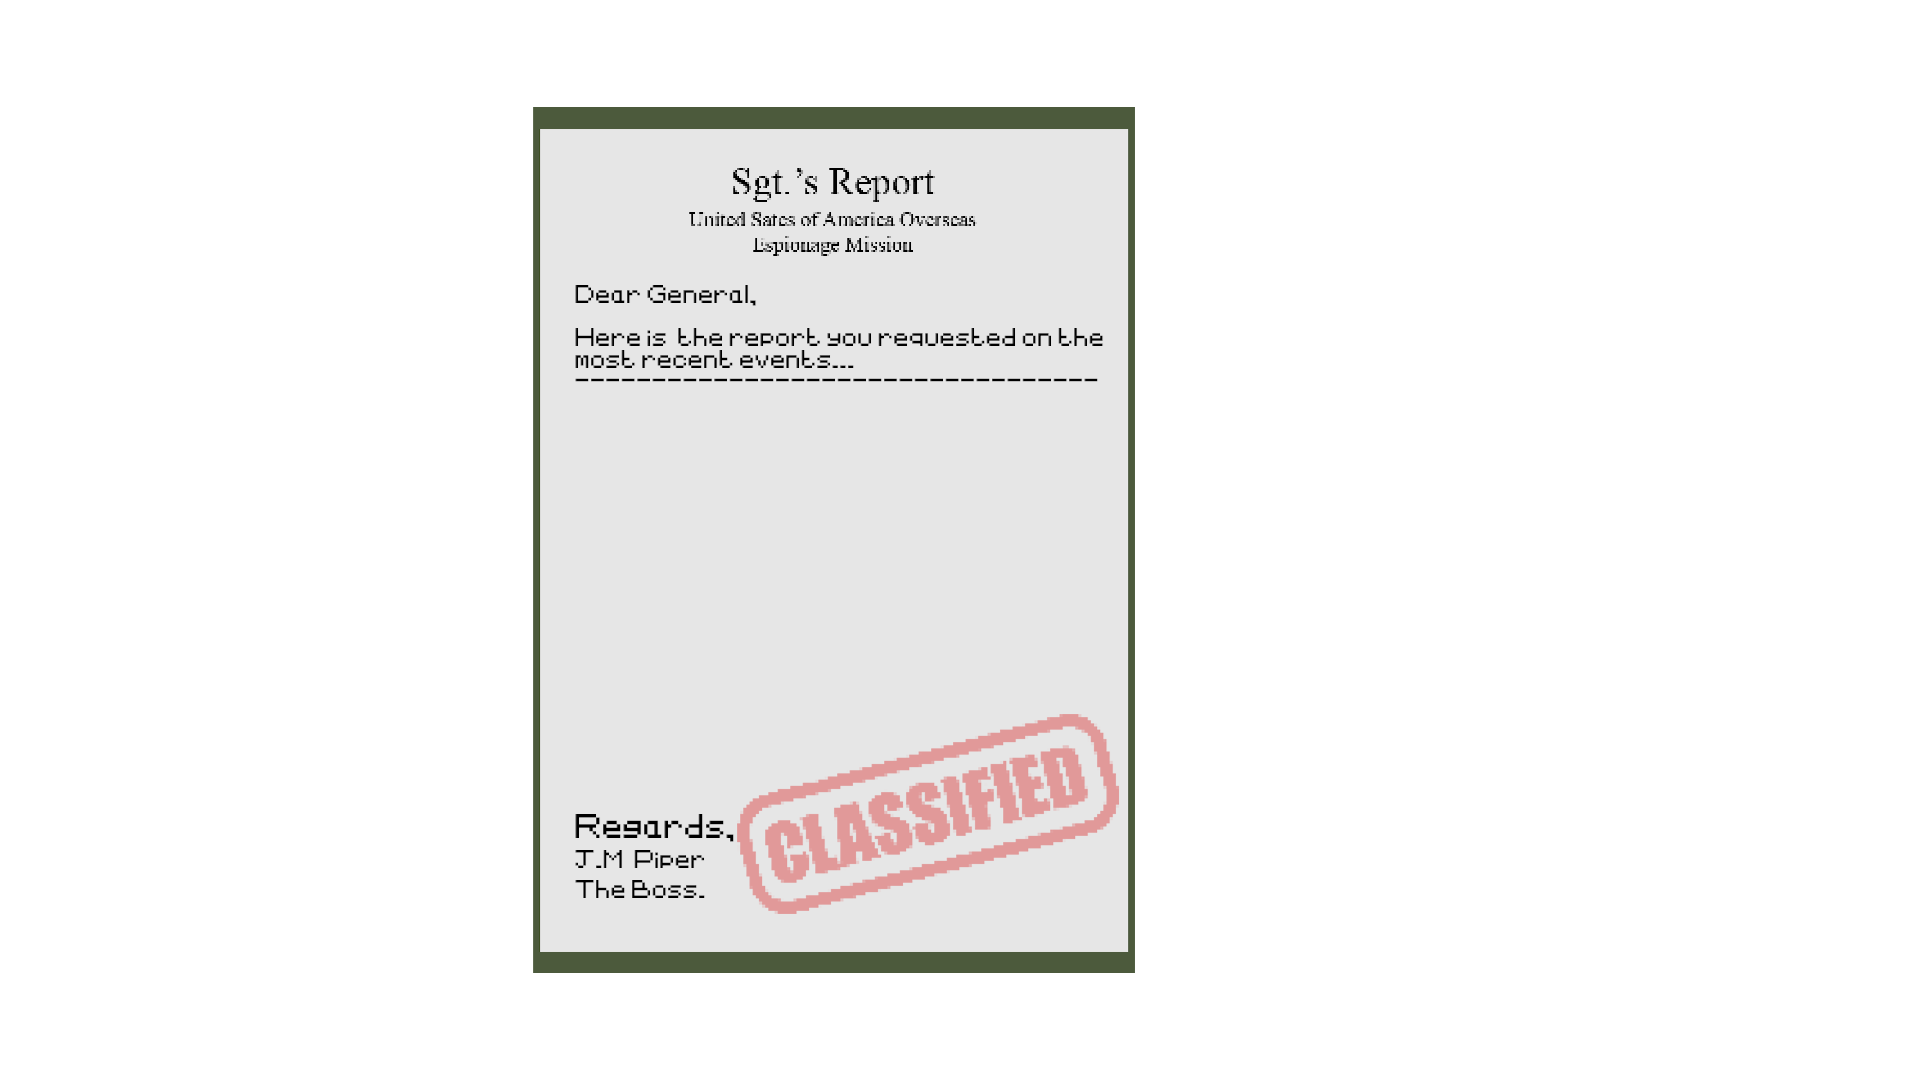 Sgt.’s Report
United Sates of America Overseas
Espionage Mission
Dear General,
Here is the report you requested on the
most recent events...
----------------------------------
Regards,
J.M Piper
The Boss.
CLASSIFIED